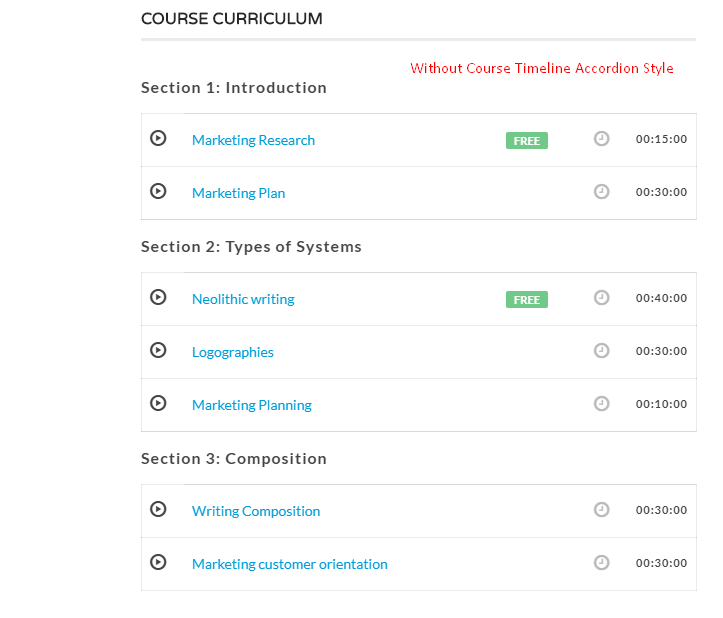 COURSE CURRICULUM
Without Course Timeline Accordion Style
Section 1: Introduction
Marketing Research FREE 00:15:00
Marketing Plan 00:30:00
Section 2: Types of Systems
Neolithic writing FREE 00:40:00
Logographies 00:30:00
Marketing Planning 00:10:00
Section 3: Composition
Writing Composition 00:30:00
Marketing customer orientation 00:30:00